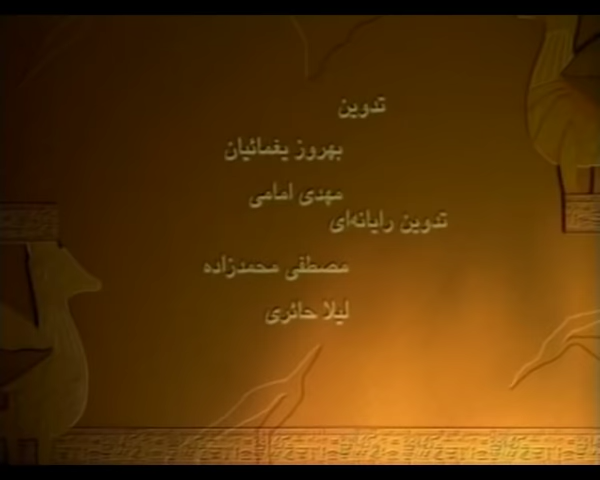 تدوین
بهروز یغمائیان
مهدی امامی
تدوین رایانه‌ای
مصطفی محمدزاده
لیلا حائری